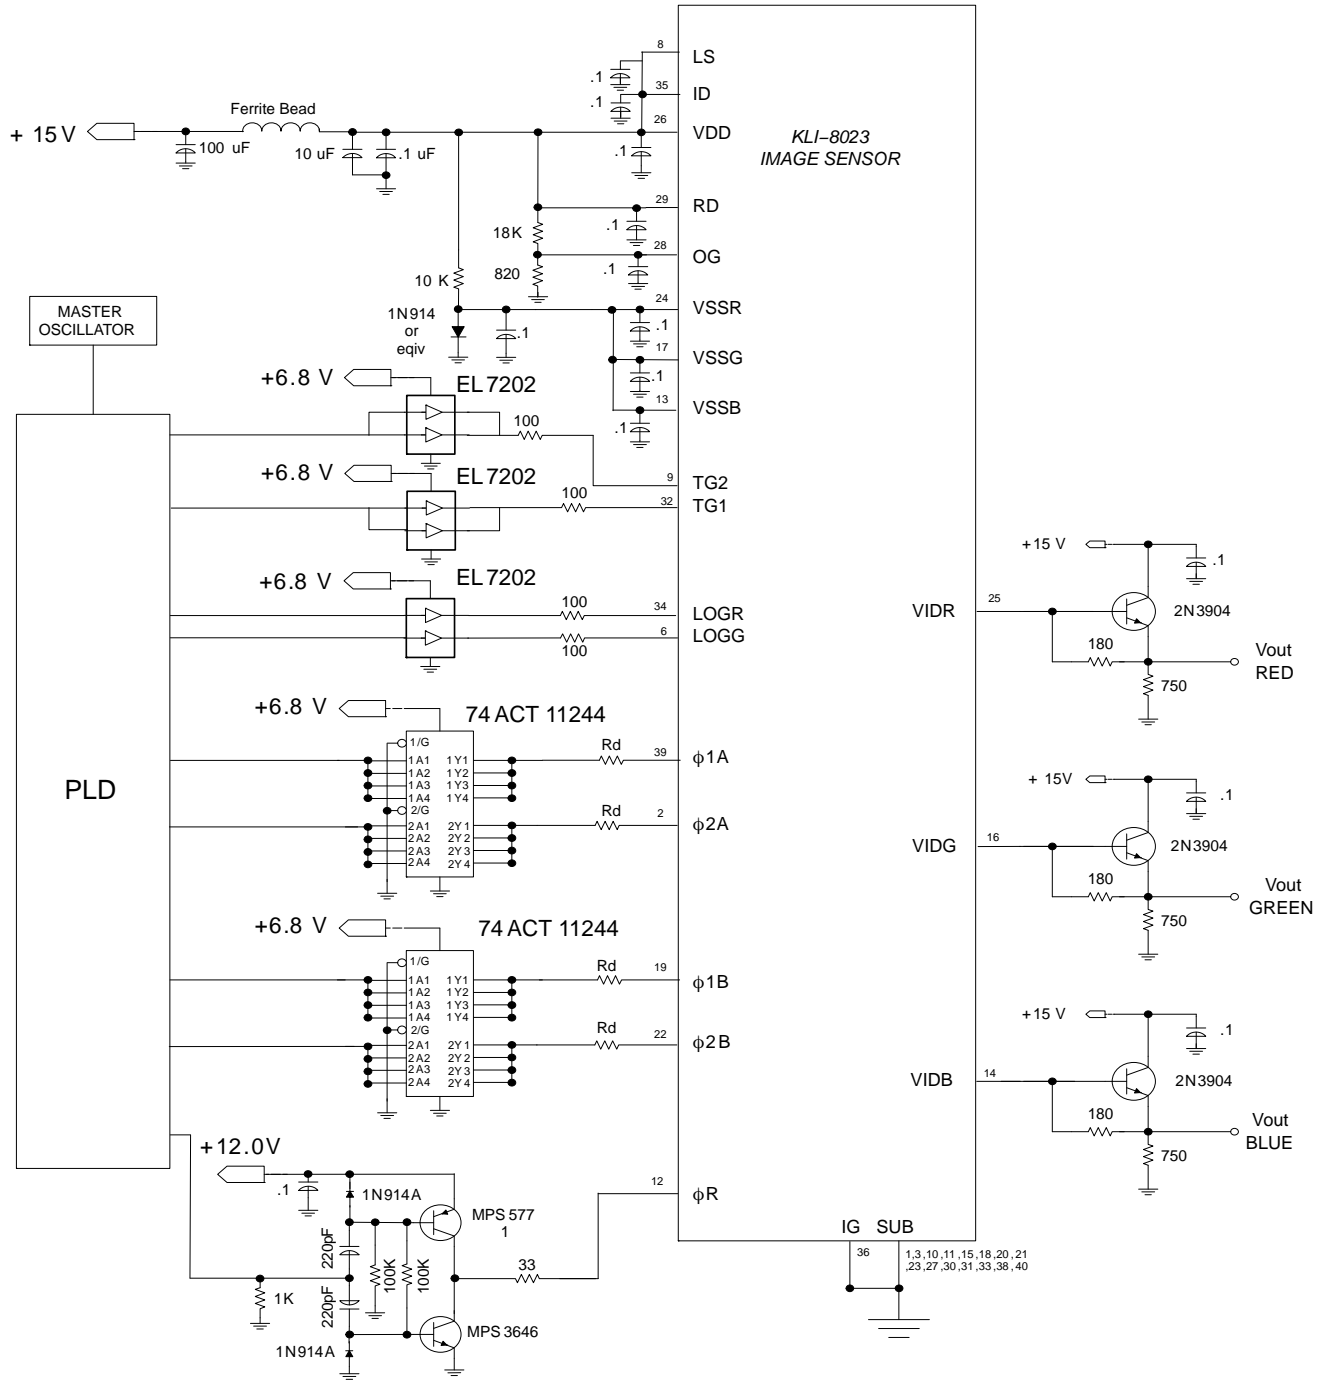 8
LS
.1
35
ID
.1
Ferrite Bead
26
+ 15 V
VDD
100 uF
10 uF
.1 uF
.1
KLI–8023
IMAGE SENSOR
29
RD
.1
18K
28
OG
820
.1
10 K
24
VSSR
1N914
or
eqiv
.1
.1
17
VSSG
.1
13
VSSB
.1
MASTER
OSCILLATOR
+6.8 V
EL7202
100
9
TG2
+6.8 V
EL7202
100
32
TG1
+6.8 V
EL7202
100
34
LOGR
100
6
LOGG
+6.8 V
74 ACT 11244
1/G
1A1
1A2
1A3
1A4
2/G
2A1
2A2
2A3
2A4
1Y1
1Y2
1Y3
1Y4
2Y1
2Y2
2Y3
2Y4
Rd
39
ϕ1A
Rd
2
ϕ2A
PLD
+6.8 V
74 ACT 11244
1/G
1A1
1A2
1A3
1A4
2/G
2A1
2A2
2A3
2A4
1Y1
1Y2
1Y3
1Y4
2Y1
2Y2
2Y3
2Y4
Rd
19
ϕ1B
Rd
22
ϕ2B
+12.0V
.1
1N914A
MPS 577
1
12
ϕR
220pF
100K
100K
33
1K
220pF
MPS 3646
1N914A
+15 V
.1
VIDR
25
2N3904
180
Vout
RED
750
+ 15V
.1
VIDG
16
2N3904
180
Vout
GREEN
750
+15 V
.1
VIDB
14
2N3904
180
Vout
BLUE
750
IG
SUB
36
1,3,10,11,15,18,20,21
,23,27,30,31,33,38,40